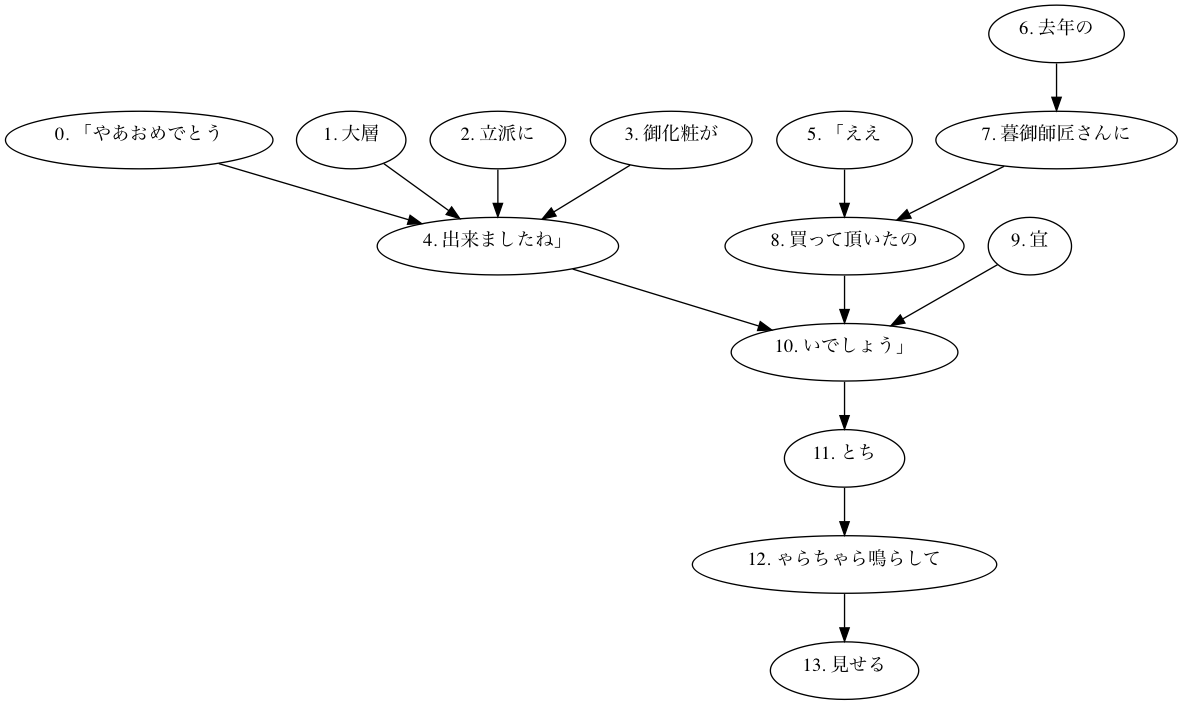 6. 去年の
0. 「やあおめでとう
1. 大層
2. 立派に
3. 御化粧が
5. 「ええ
7. 暮御師匠さんに
4. 出来ましたね」
8. 買って頂いたの
9. 宜
10. いでしょう」
11. とち
12. ゃらちゃら鳴らして
13. 見せる